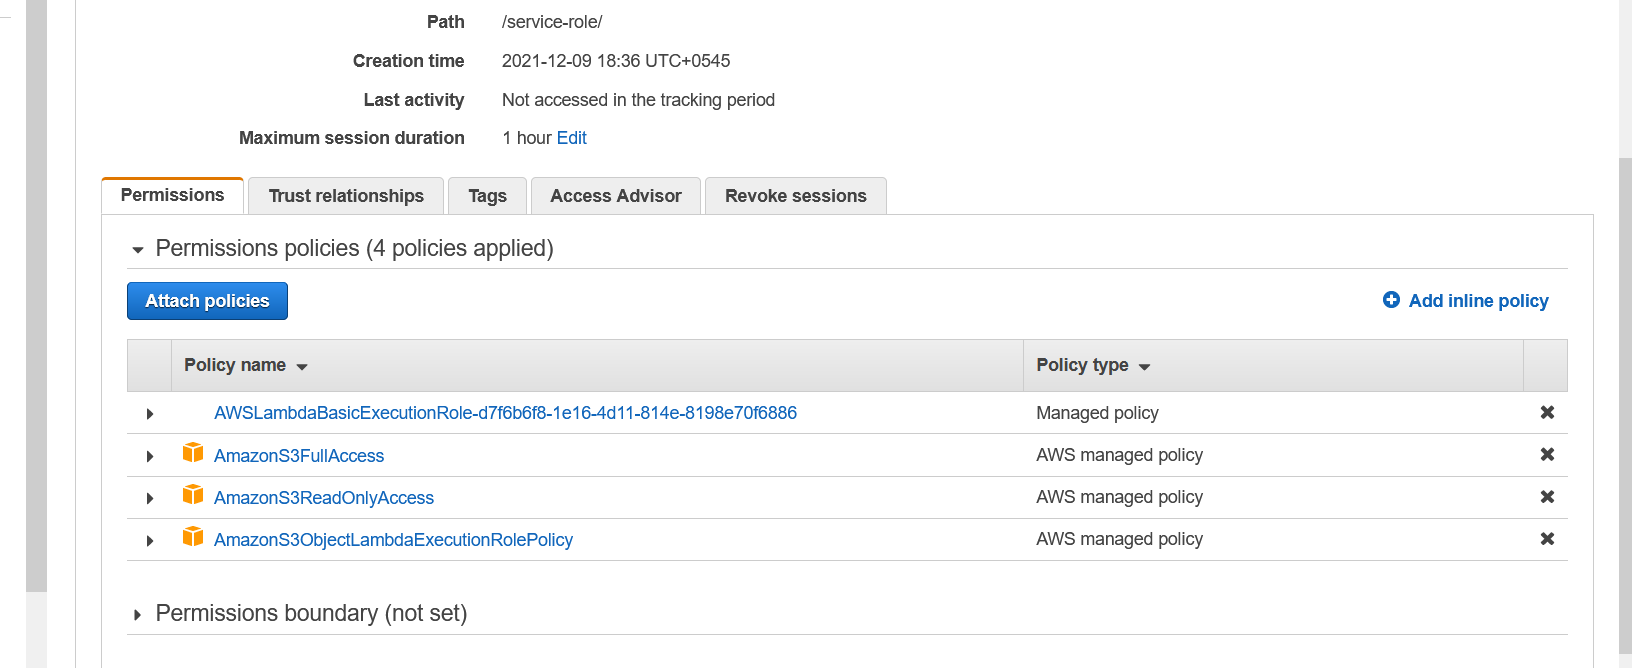 Path /service-role/
Creation time 2021-12-09 18:36 UTC+0545
Last activity Not accessed in the tracking period
Maximum session duration 1 hour Edit
Permissions Trust relationships Tags Access Advisor Revoke sessions
Permissions policies (4 policies applied)
Attach policies Add inline policy
Policy name Policy type
AWSLambdaBasicExecutionRole-d7f6b6f8-1e16-4d11-814e-8198e70f6886 Managed policy
AmazonS3FullAccess AWS managed policy
AmazonS3ReadOnlyAccess AWS managed policy
AmazonS3ObjectLambdaExecutionRolePolicy AWS managed policy
Permissions boundary (not set)